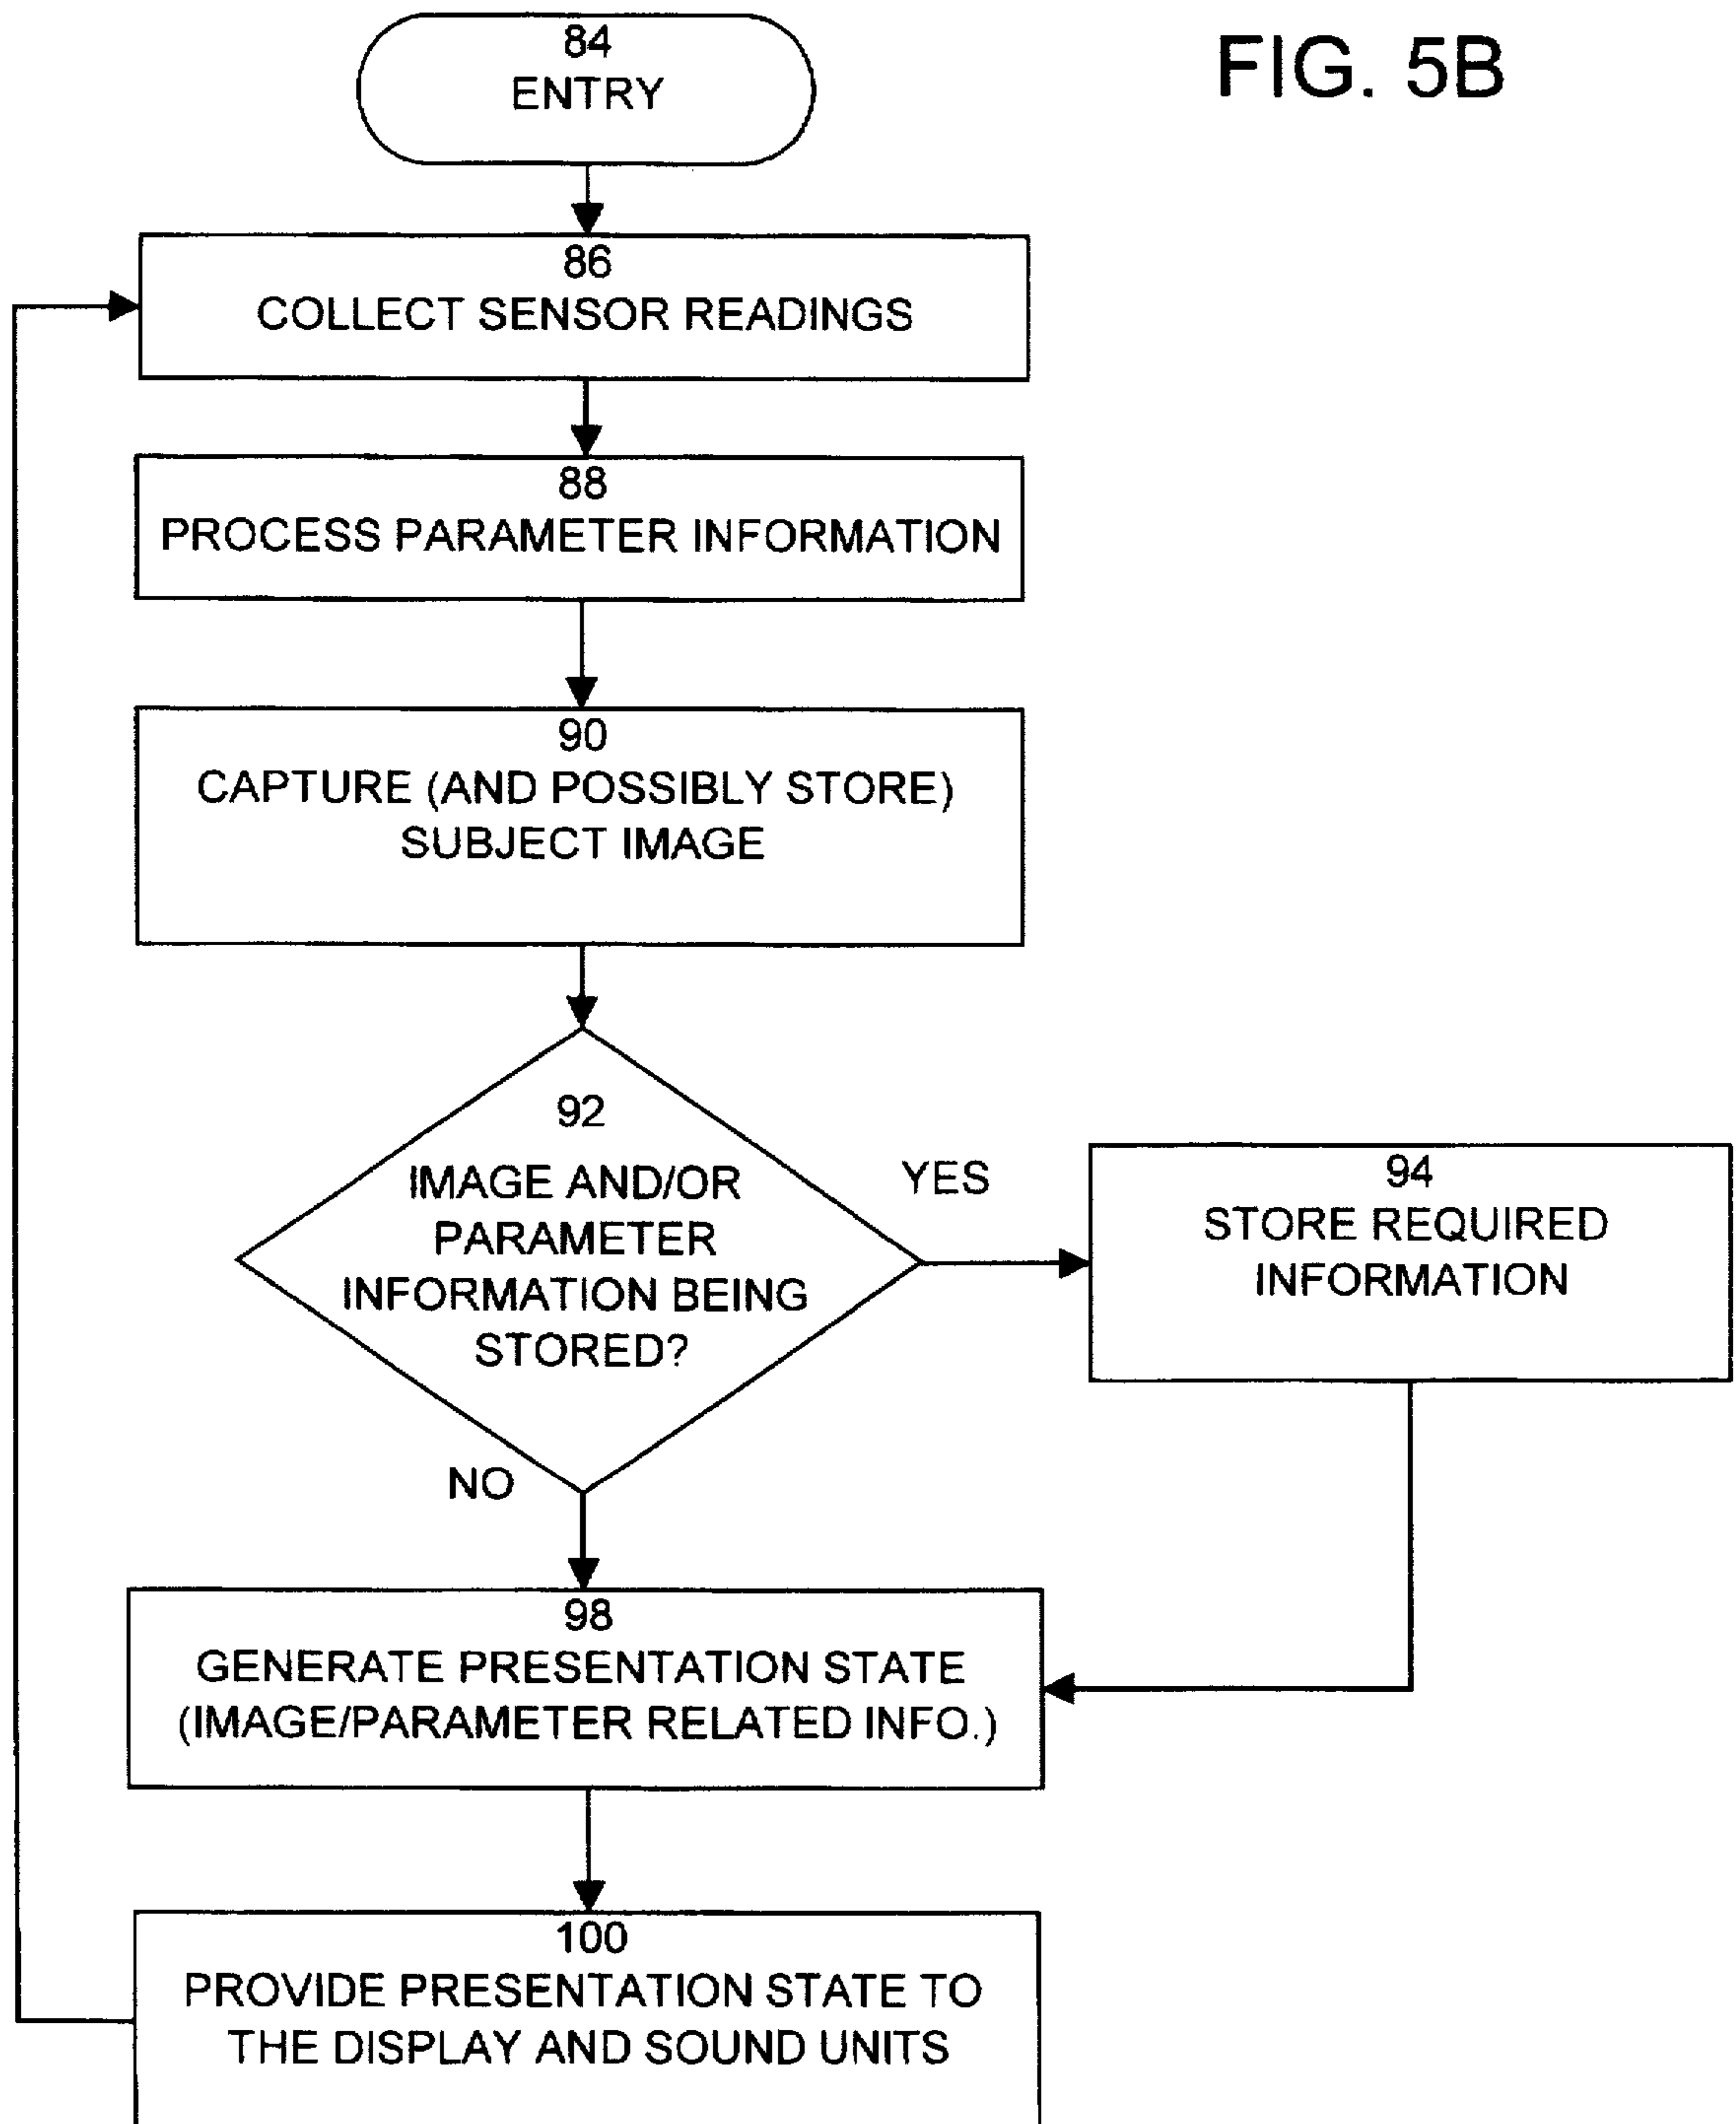 FIG. 5B
84
ENTRY
86
COLLECT SENSOR READINGS
88
PROCESS PARAMETER INFORMATION
90
CAPTURE (AND POSSIBLY STORE)
SUBJECT IMAGE
92
IMAGE AND/OR
PARAMETER
INFORMATION BEING
STORED?
YES
94
STORE REQUIRED
INFORMATION
NO
98
GENERATE PRESENTATION STATE
(IMAGE/PARAMETER RELATED INFO.)
100
PROVIDE PRESENTATION STATE TO
THE DISPLAY AND SOUND UNITS